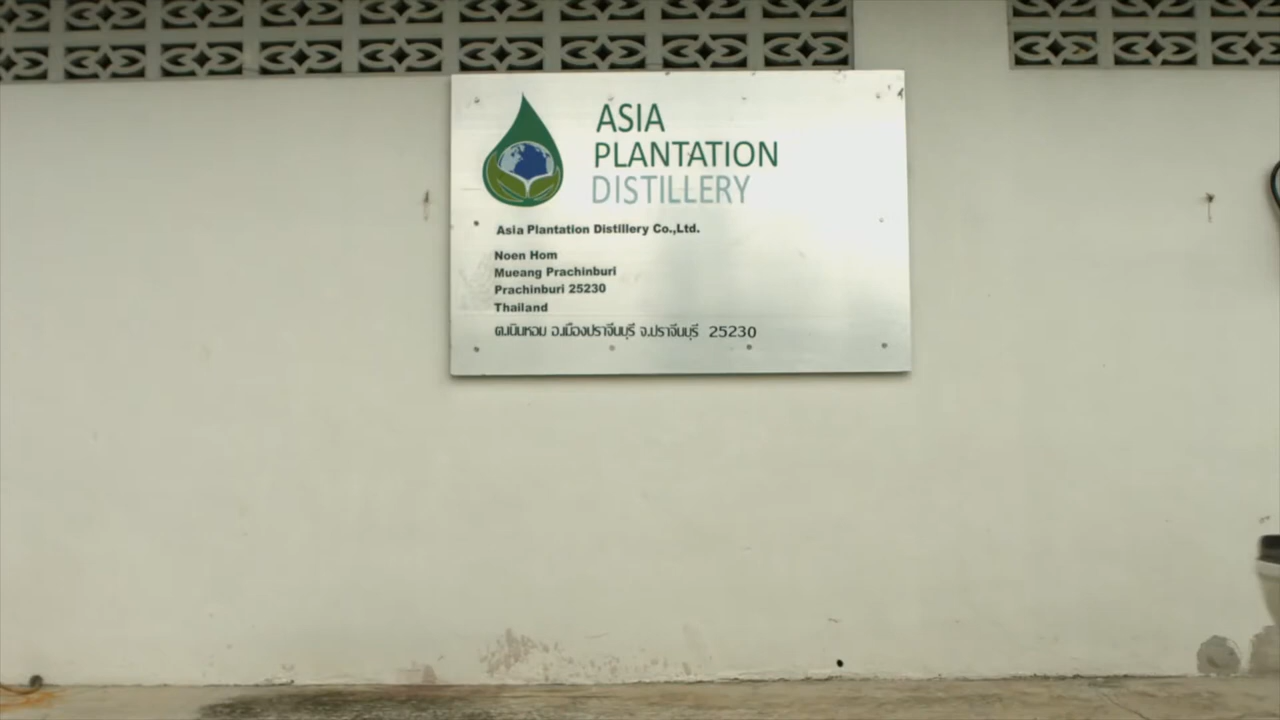 ASIA
PLANTATION
DISTILLERY
Asia Plantation Distillery Co.,Ltd.
Noen Hom
Mueang Prachinburi
Prachinburi 25230
Thailand
ต.เนินหอม อ.เมืองปราจีนบุรี จ.ปราจีนบุรี 25230